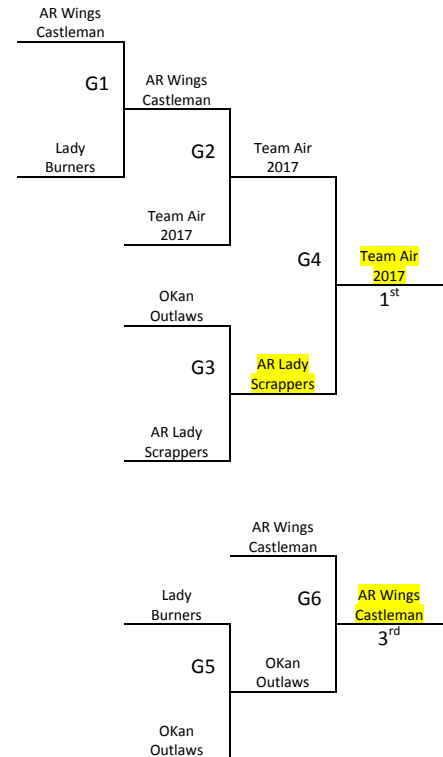 AR Wings
Castleman
G1
AR Wings
Castleman
Lady
Burners
G2
Team Air
2017
Team Air
2017
G4
Team Air
2017
1st
OKan
Outlaws
G3
AR Lady
Scrappers
AR Lady
Scrappers
AR Wings
Castleman
Lady
Burners
G6
AR Wings
Castleman
3rd
G5
OKan
Outlaws
OKan
Outlaws